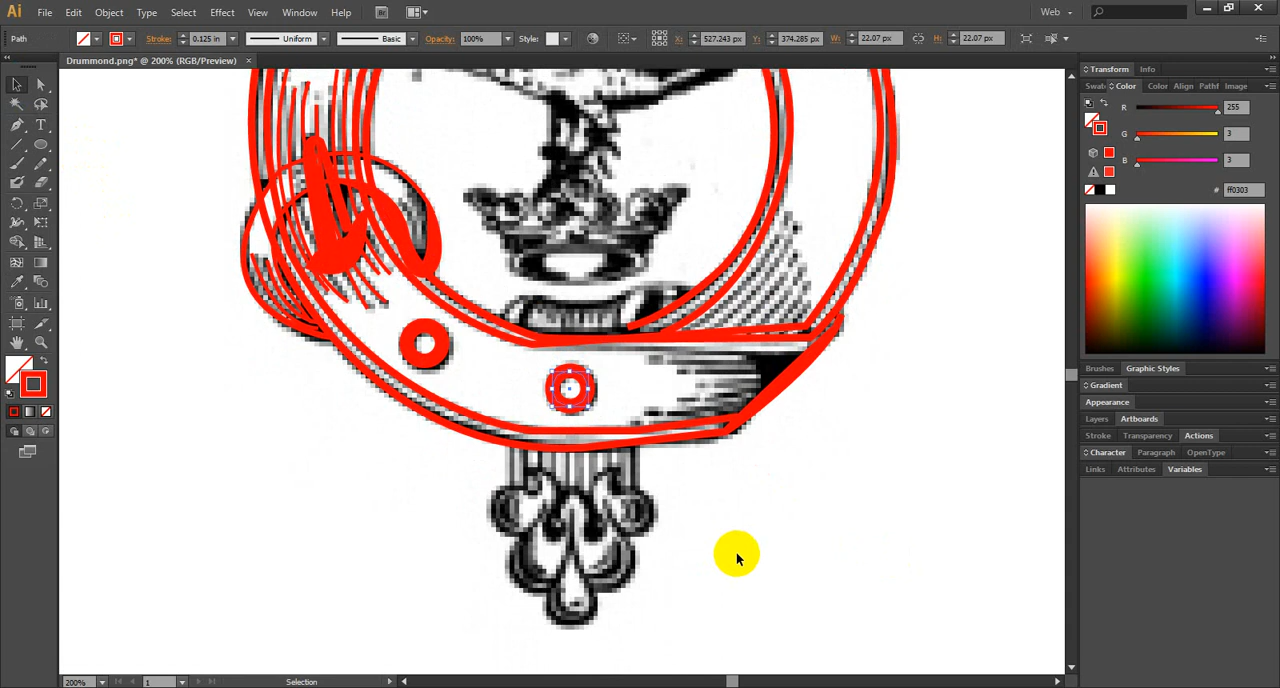 Ai File Edit Object Type Select Effect View Window Help Br Web
Path Stroke: 0.125 in Uniform Basic Opacity: 100% Style: X: 527.243 px Y: 374.285 px W: 22.07 px H: 22.07 px
Drummond.png* @ 200% (RGB/Preview) ×
Transform Info
Swat Color Color Align Pathf Image
R 255
G 3
B 3
# ff0303
Brushes Graphic Styles
Gradient
Appearance
Layers Artboards
Stroke Transparency Actions
Character Paragraph OpenType
Links Attributes Variables
200% 1 Selection